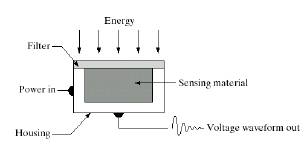 Energy
Filter
Power in
Sensing material
Housing
Voltage waveform out